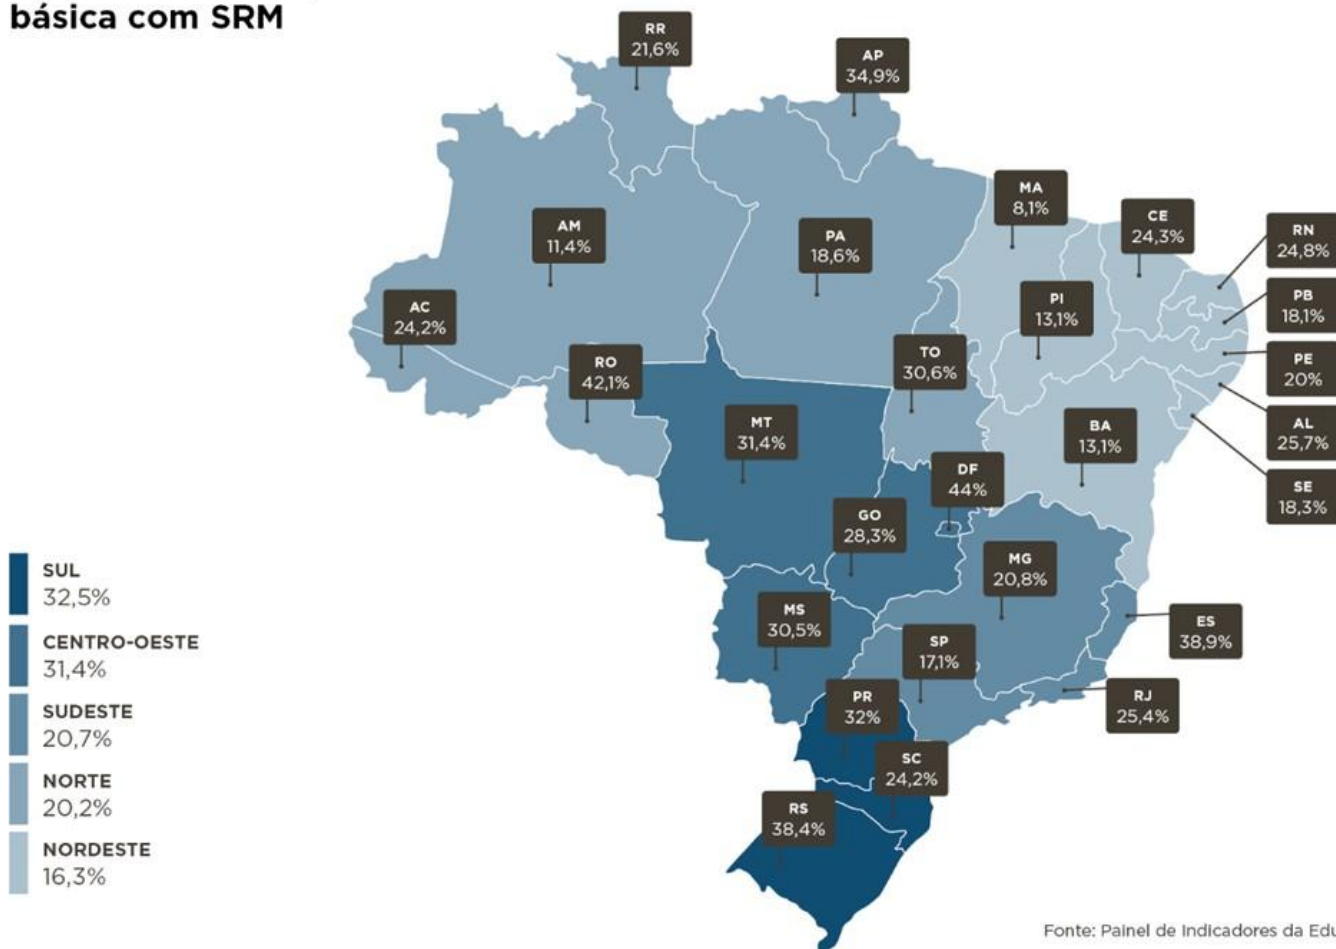 básica com SRM
RR
21,6%
AP
34,9%
MA
8,1%
CE
24,3%
RN
24,8%
AM
11,4%
PA
18,6%
PI
13,1%
PB
18,1%
AC
24,2%
RO
42,1%
TO
30,6%
PE
20%
MT
31,4%
BA
13,1%
AL
25,7%
DF
44%
SE
18,3%
GO
28,3%
MG
20,8%
MS
30,5%
SP
17,1%
ES
38,9%
PR
32%
RJ
25,4%
SC
24,2%
RS
38,4%
SUL
32,5%
CENTRO-OESTE
31,4%
SUDESTE
20,7%
NORTE
20,2%
NORDESTE
16,3%
Fonte: Painel de Indicadores da Edu